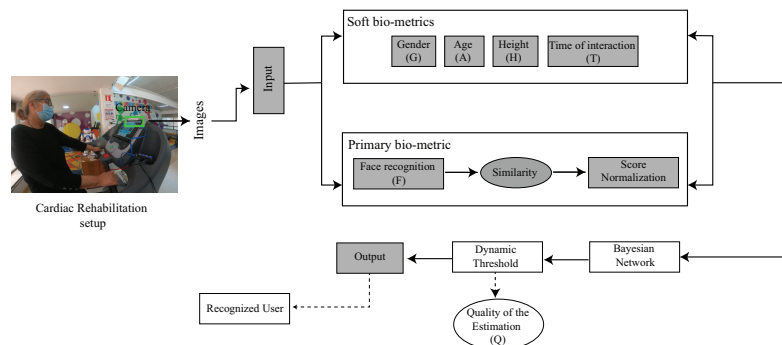 Soft bio-metrics
Gender
(G)
Age
(A)
Height
(H)
Time of interaction
(T)
Input
Images
Camera
Cardiac Rehabilitation
setup
Primary bio-metric
Face recognition
(F)
Similarity
Score
Normalization
Output
Dynamic
Threshold
Bayesian
Network
Recognized User
Quality of the
Estimation
(Q)